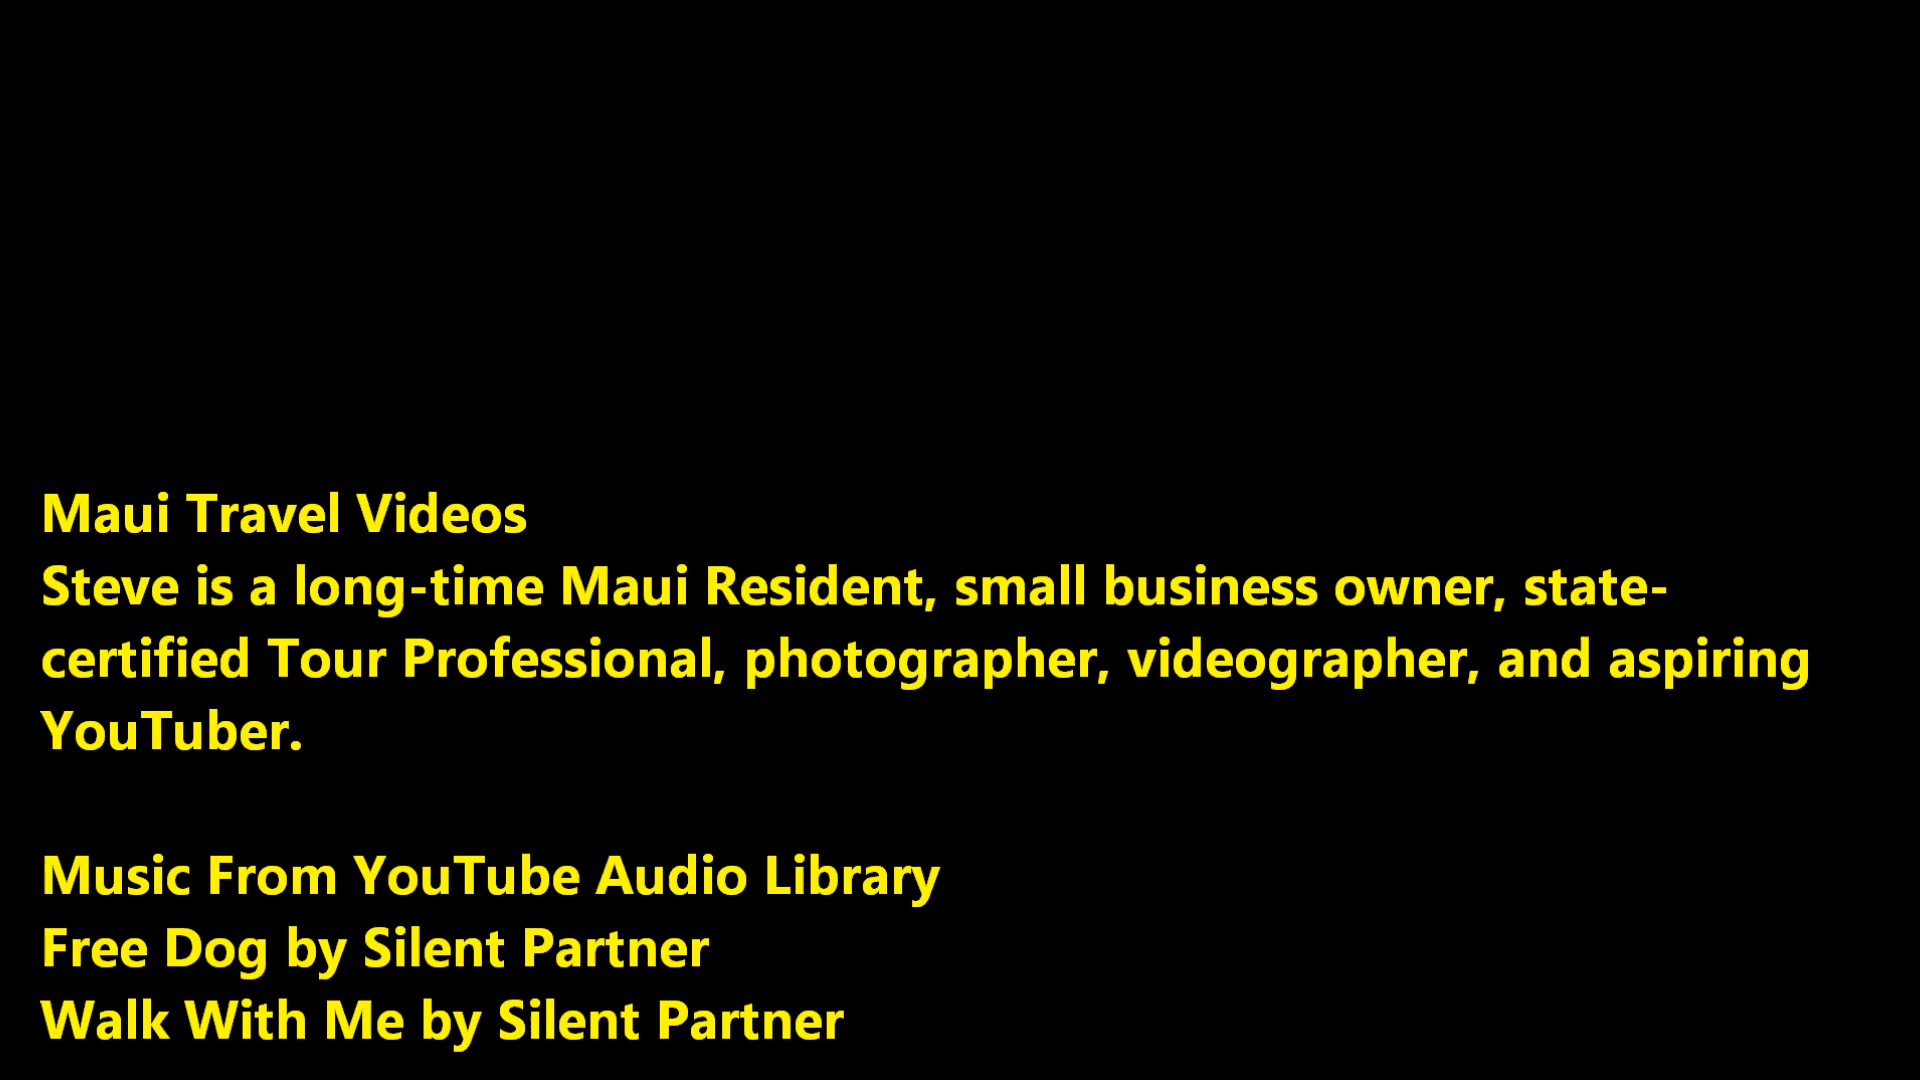 Maui Travel Videos
Steve is a long-time Maui Resident, small business owner, state-
certified Tour Professional, photographer, videographer, and aspiring
YouTuber.
Music From YouTube Audio Library
Free Dog by Silent Partner
Walk With Me by Silent Partner